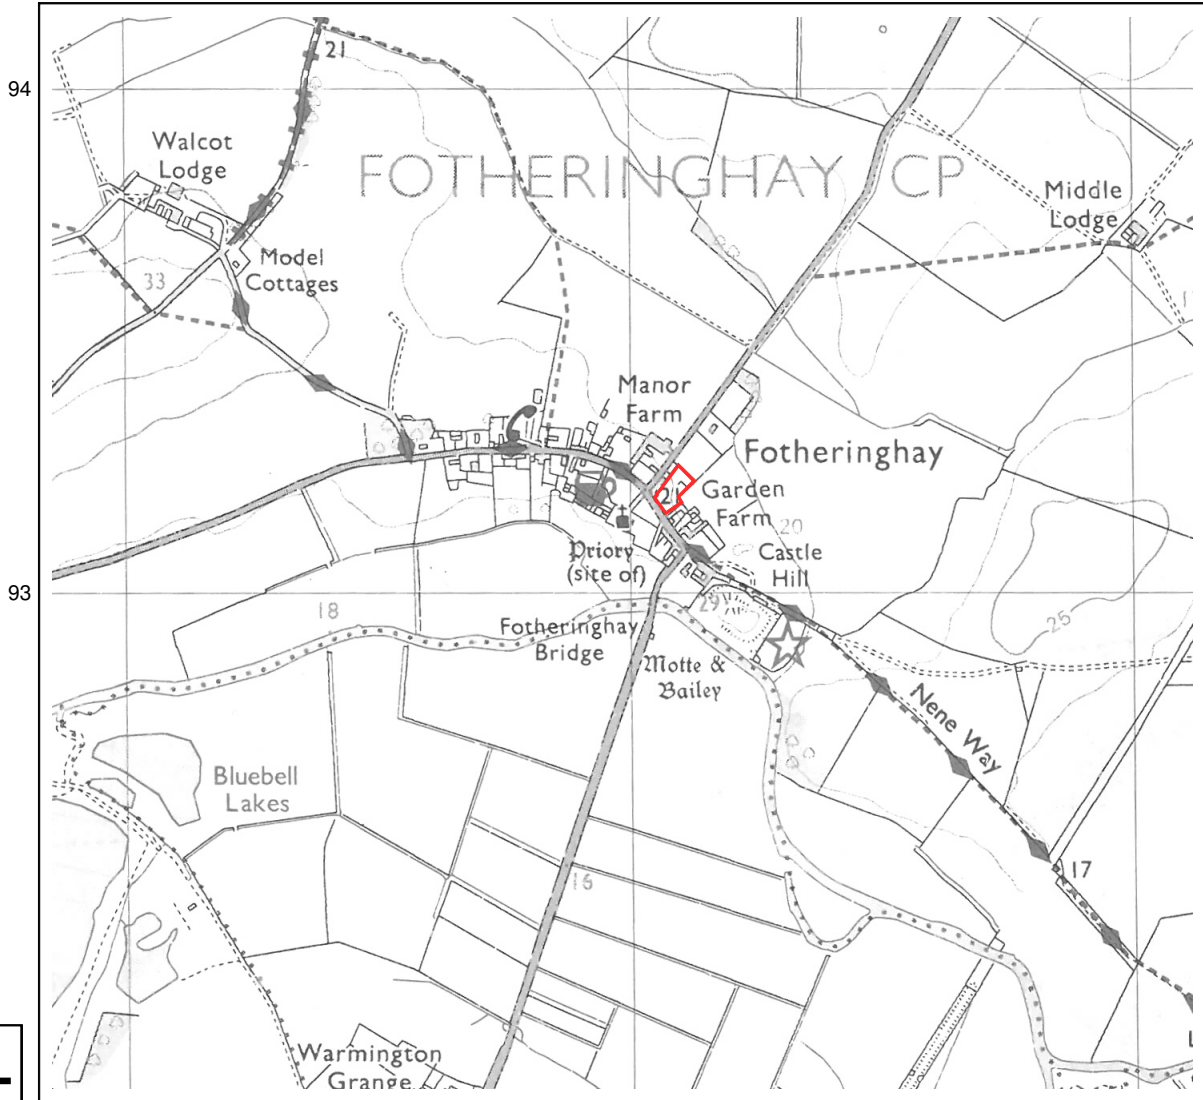 21
94
Walcot
Lodge
FOTHERINGHAY CP
Middle
Lodge
Model
Cottages
33
Manor
Farm
Fotheringhay
21
Garden
Farm
20
Priory
(site of)
Castle
Hill
93
18
29
Fotheringhay
Bridge
25
Motte &
Bailey
Nene Way
Bluebell
Lakes
17
16
Warmington
Grange